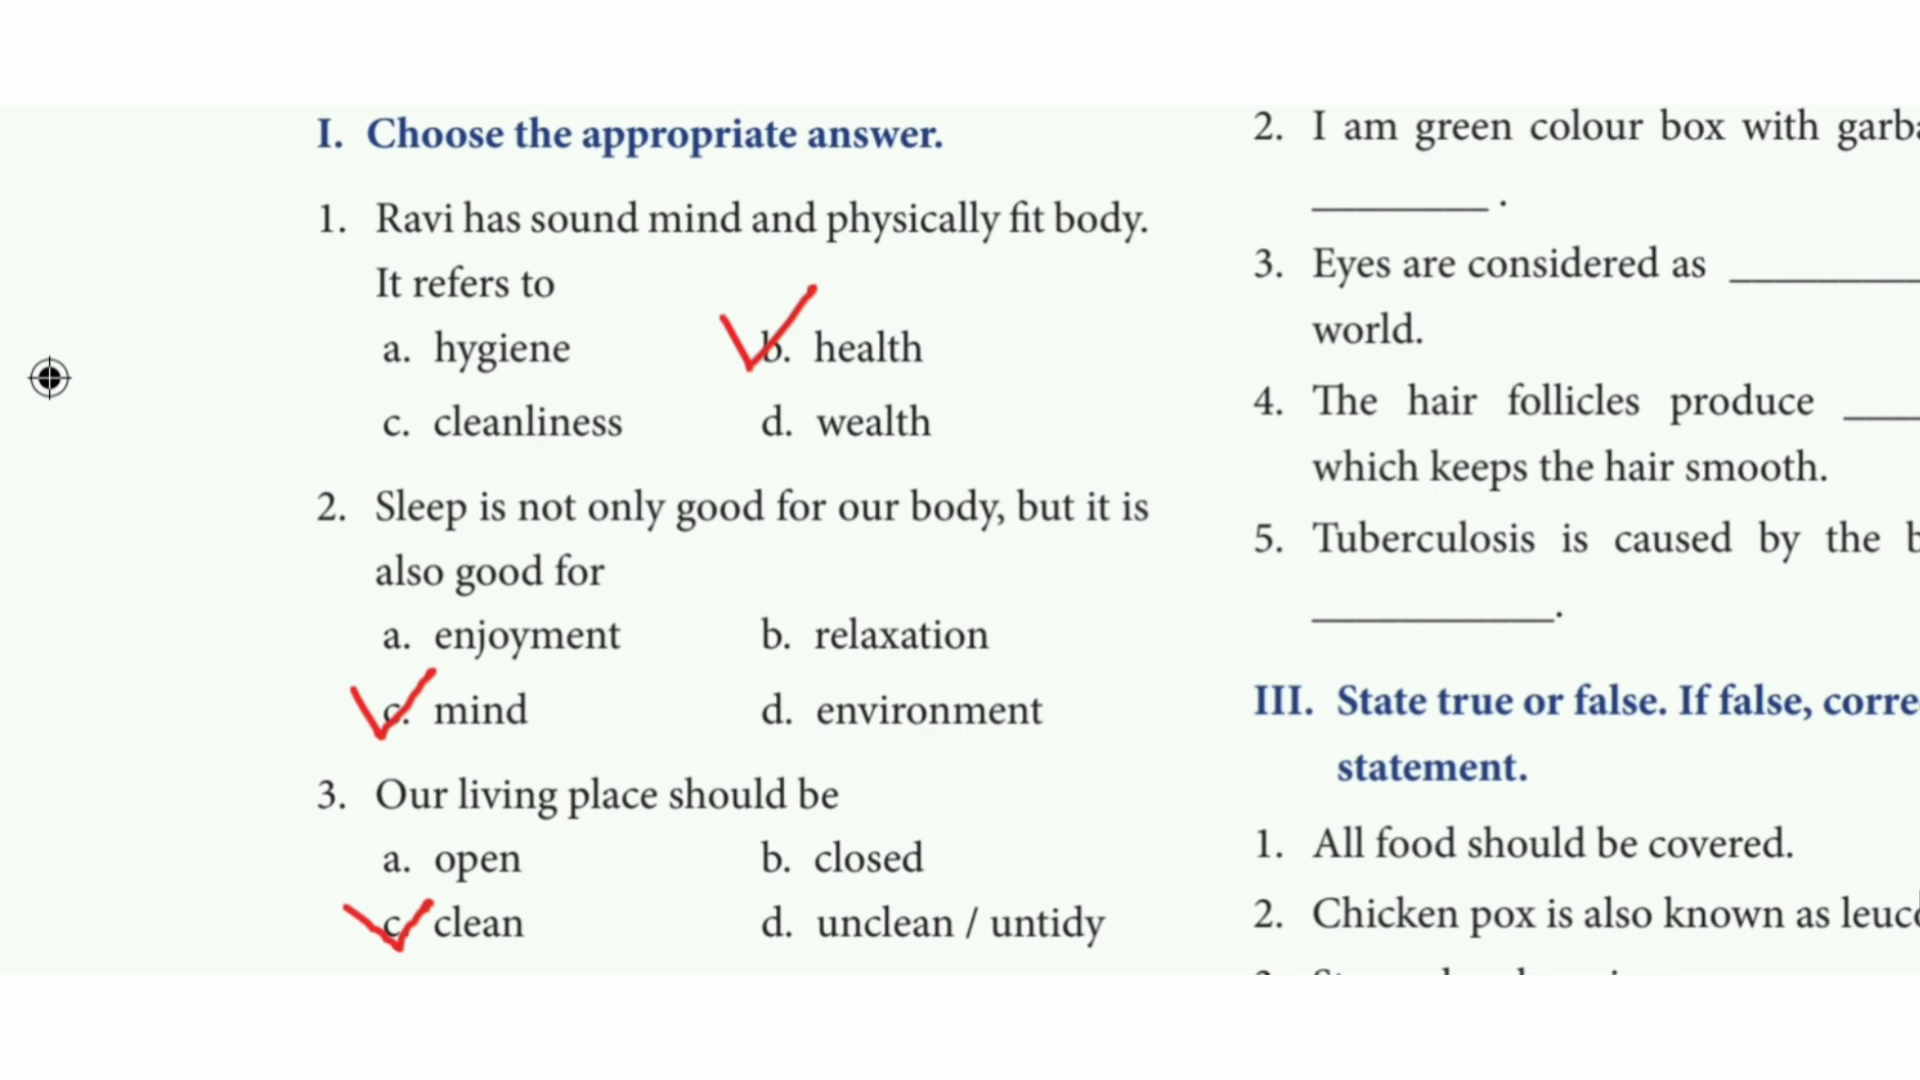 I. Choose the appropriate answer.
1. Ravi has sound mind and physically fit body.
It refers to
a. hygiene b. health
c. cleanliness d. wealth
2. Sleep is not only good for our body, but it is
also good for
a. enjoyment b. relaxation
c. mind d. environment
3. Our living place should be
a. open b. closed
c. clean d. unclean / untidy
2. I am green colour box with
__________ .
3. Eyes are considered as __________
world.
4. The hair follicles produce ____
which keeps the hair smooth.
5. Tuberculosis is caused by the
______________.
III. State true or false. If false,
statement.
1. All food should be covered.
2. Chicken pox is also known as